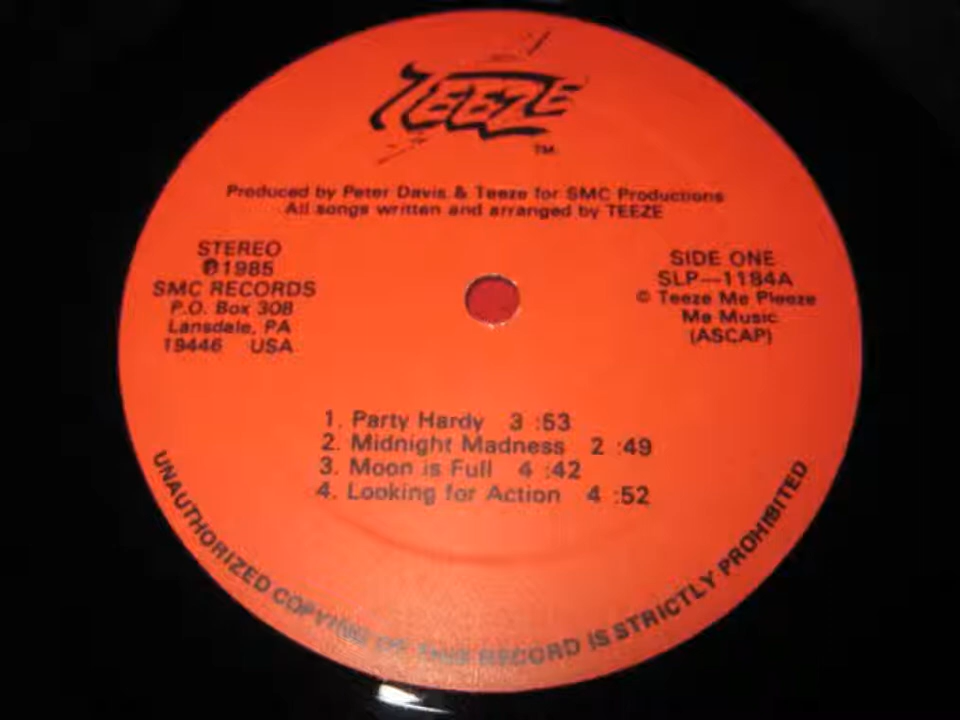 TEEZE
TM
Produced by Peter Davis & Teeze for SMC Productions
All songs written and arranged by TEEZE
STEREO
℗1985
SMC RECORDS
P.O. Box 308
Lansdale, PA
19446 USA
SIDE ONE
SLP—1184A
© Teeze Me Pleeze
Me Music
(ASCAP)
1. Party Hardy 3 :53
2. Midnight Madness 2 :49
3. Moon is Full 4 :42
4. Looking for Action 4 :52
UNAUTHORIZED COPYING OF THIS RECORD IS STRICTLY PROHIBITED